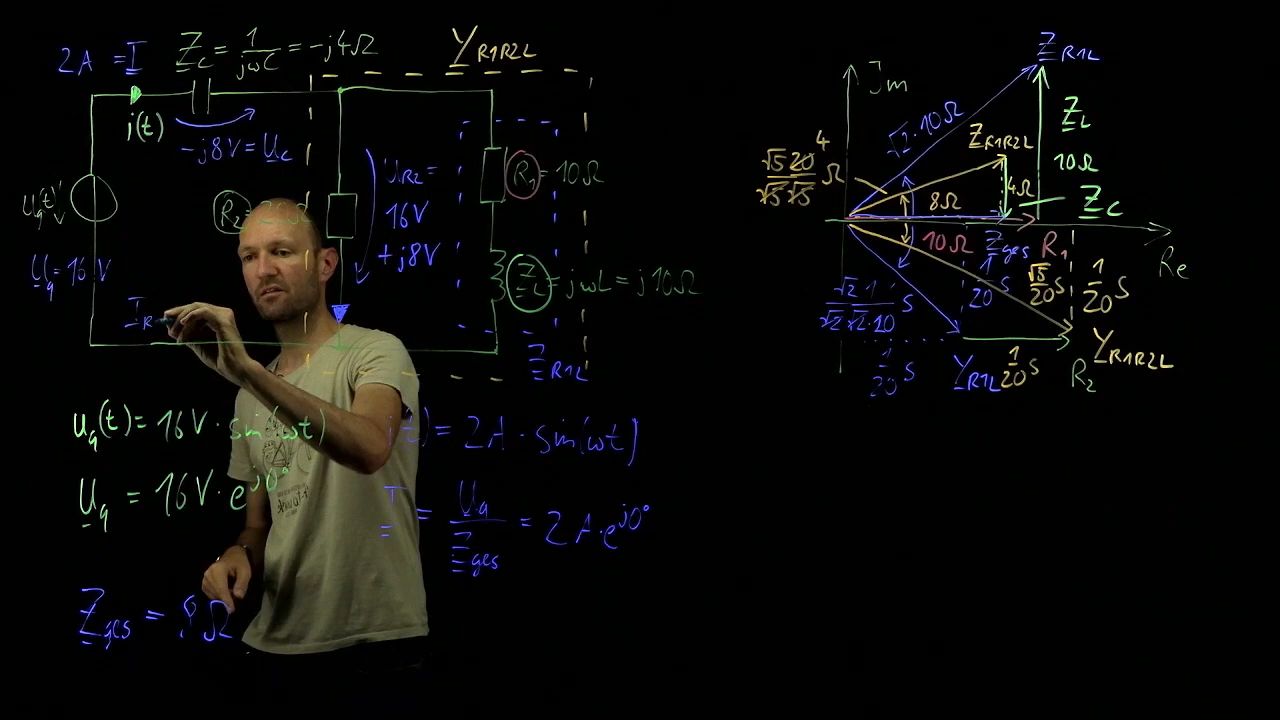 2A = I
Z_C = 1/(jωC) = -j4Ω
Y_R1R2L
i(t)
-j8V = U_C
U_R2 =
16V
+j8V
R_1 = 10Ω
R_2
u_q(t)
U_q = 16V
Z_L = jωL = j10Ω
I_R
Z_R1L
u_q(t) = 16V · sin(ωt)
U_q = 16V · e^j0°
(t) = 2A · sin(ωt)
I = U_q/Z_ges = 2A · e^j0°
Z_ges = 8Ω
Jm
Z_R1L
√2 · 10Ω
Z_L
10Ω
Z_R1R2L
√5 20 4
√5 √5
Ω
4Ω
8Ω
Z_C
10Ω
Z_ges
R_1
Re
√2 1
√2 √2 · 10
S
1/20 S
√5/20 S
1/20 S
1/20 S
Y_R1L
1/20 S
R_2
Y_R1R2L